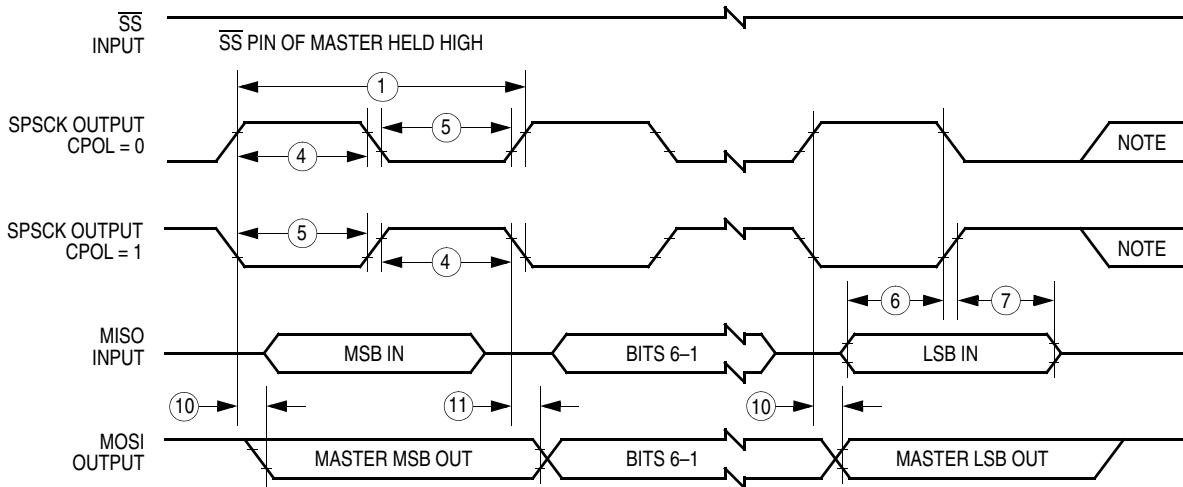 SS
INPUT
SS PIN OF MASTER HELD HIGH
1
SPSCK OUTPUT
CPOL = 0
5
4
NOTE
SPSCK OUTPUT
CPOL = 1
5
4
NOTE
6
7
MISO
INPUT
MSB IN
BITS 6–1
LSB IN
10
11
10
MOSI
OUTPUT
MASTER MSB OUT
BITS 6–1
MASTER LSB OUT